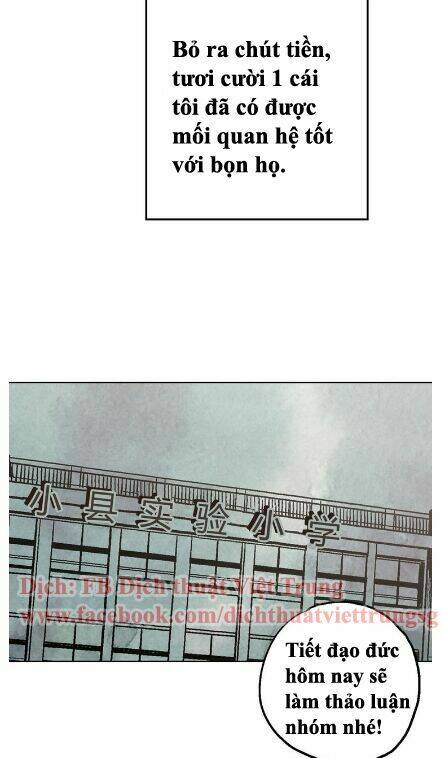 Bỏ ra chút tiền,
tươi cười 1 cái
tôi đã có được
mối quan hệ tốt
với bọn họ.
小县实验小学
Dịch: FB Dịch thuật Việt Trung
www.facebook.com/dichthuatviettrungsg
Tiết đạo đức
hôm nay sẽ
làm thảo luận
nhóm nhé!